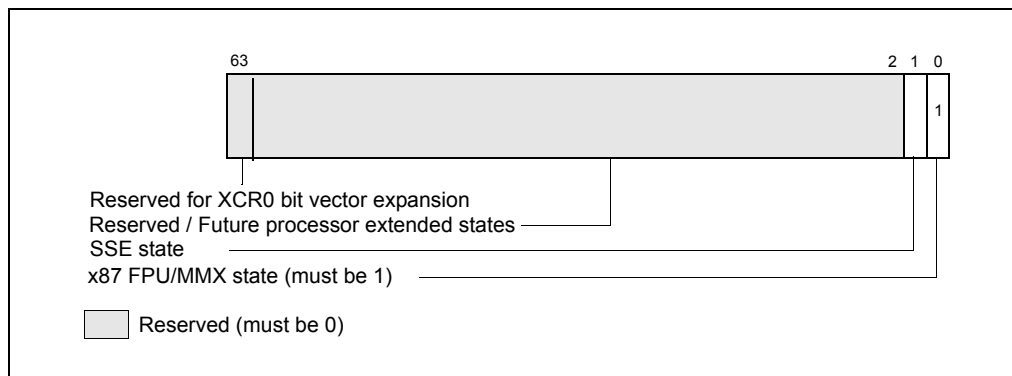 63 2 1 0
1
Reserved for XCR0 bit vector expansion
Reserved / Future processor extended states
SSE state
x87 FPU/MMX state (must be 1)
Reserved (must be 0)